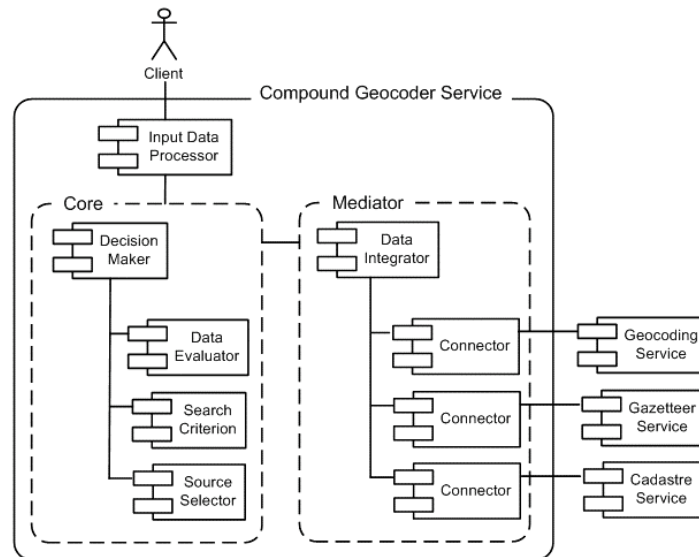 Client
Compound Geocoder Service
Input Data
Processor
Core
Mediator
Decision
Maker
Data
Integrator
Data
Evaluator
Connector
Geocoding
Service
Search
Criterion
Connector
Gazetteer
Service
Source
Selector
Connector
Cadastre
Service